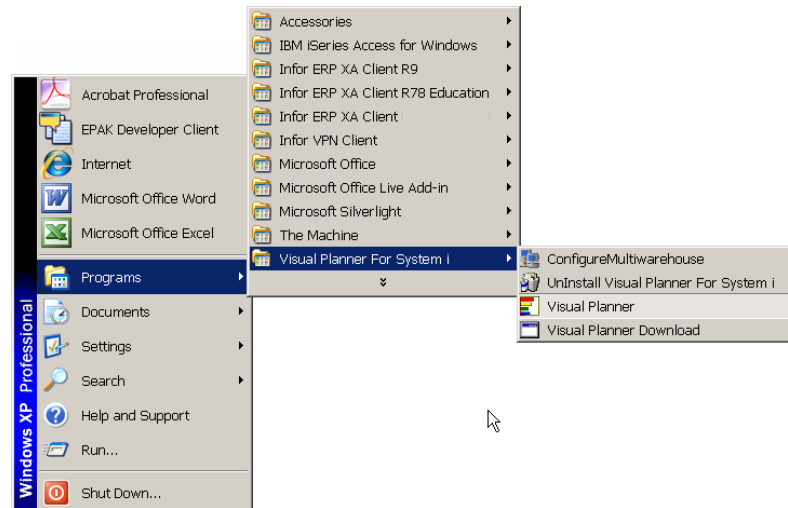 Windows XP Professional
Acrobat Professional
EPAK Developer Client
Internet
Microsoft Office Word
Microsoft Office Excel
Programs
Documents
Settings
Search
Help and Support
Run...
Shut Down...
Accessories
IBM iSeries Access for Windows
Infor ERP XA Client R9
Infor ERP XA Client R78 Education
Infor ERP XA Client
Infor VPN Client
Microsoft Office
Microsoft Office Live Add-in
Microsoft Silverlight
The Machine
Visual Planner For System i
ConfigureMultiwarehouse
UnInstall Visual Planner For System i
Visual Planner
Visual Planner Download